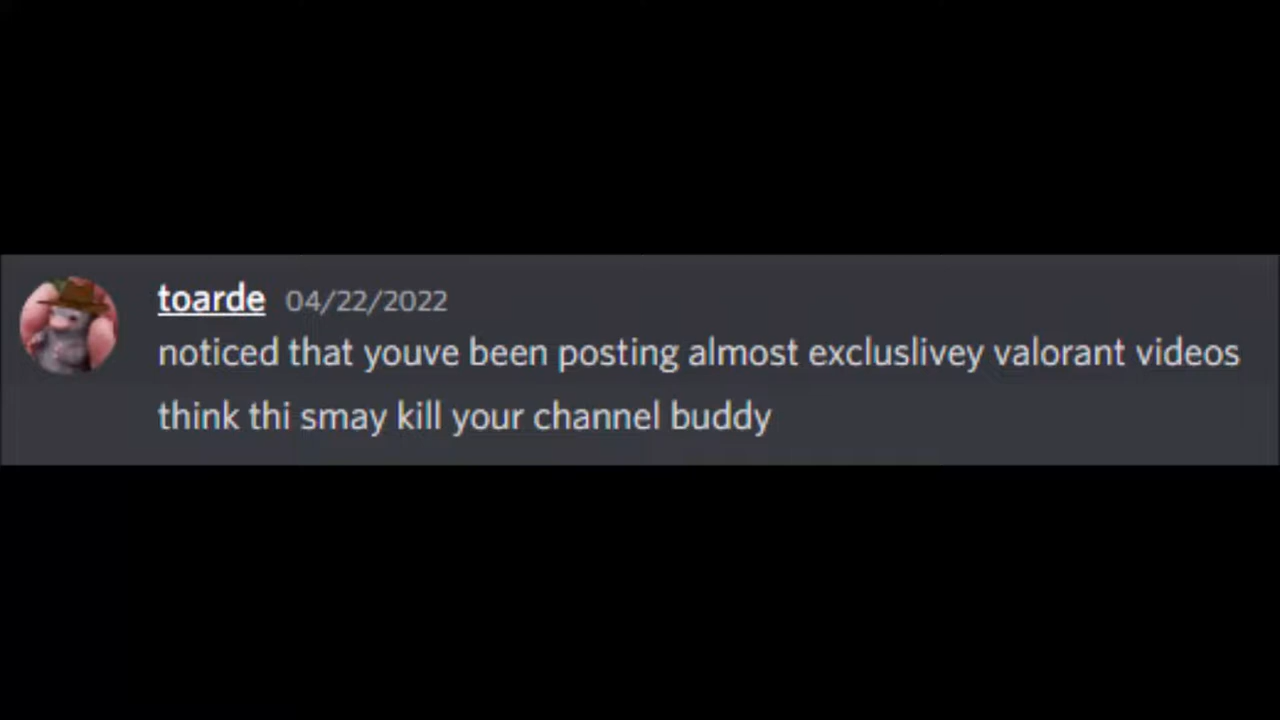 toarde 04/22/2022
noticed that youve been posting almost excluslivey valorant videos
think thi smay kill your channel buddy